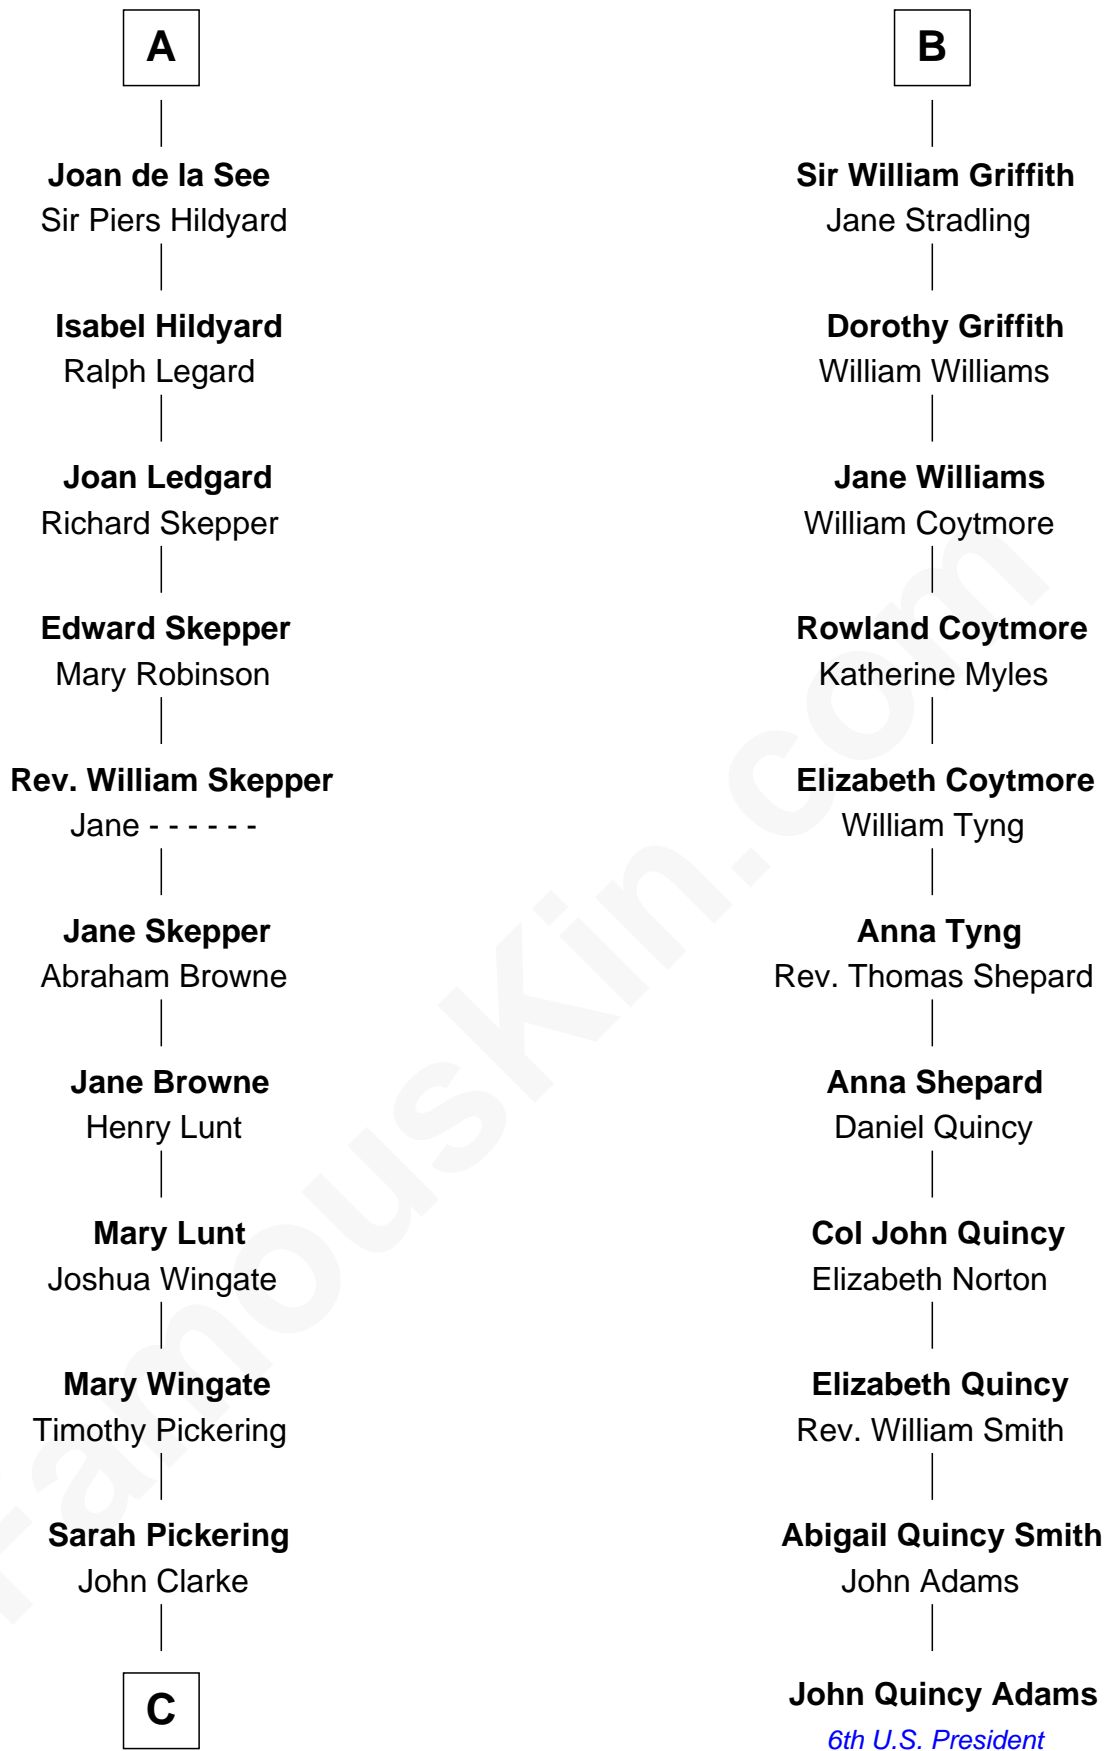 A
Joan de la See
Sir Piers Hildyard
Isabel Hildyard
Ralph Legard
Joan Ledgard
Richard Skepper
Edward Skepper
Mary Robinson
Rev. William Skepper
Jane - - - - - -
Jane Skepper
Abraham Browne
Jane Browne
Henry Lunt
Mary Lunt
Joshua Wingate
Mary Wingate
Timothy Pickering
Sarah Pickering
John Clarke
C
B
Sir William Griffith
Jane Stradling
Dorothy Griffith
William Williams
Jane Williams
William Coytmore
Rowland Coytmore
Katherine Myles
Elizabeth Coytmore
William Tyng
Anna Tyng
Rev. Thomas Shepard
Anna Shepard
Daniel Quincy
Col John Quincy
Elizabeth Norton
Elizabeth Quincy
Rev. William Smith
Abigail Quincy Smith
John Adams
John Quincy Adams
6th U.S. President
FamousKin.com